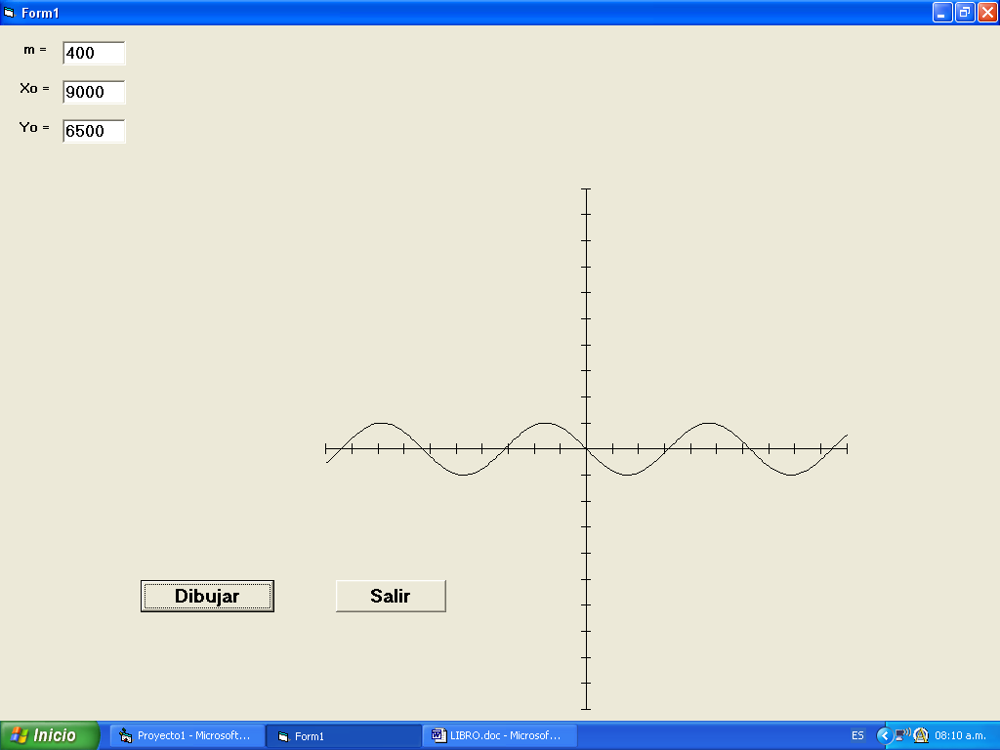 Form1
m = 400
Xo = 9000
Yo = 6500
Dibujar Salir
Inicio Proyecto1 - Microsoft... Form1 LIBRO.doc - Microsof... ES 08:10 a.m.